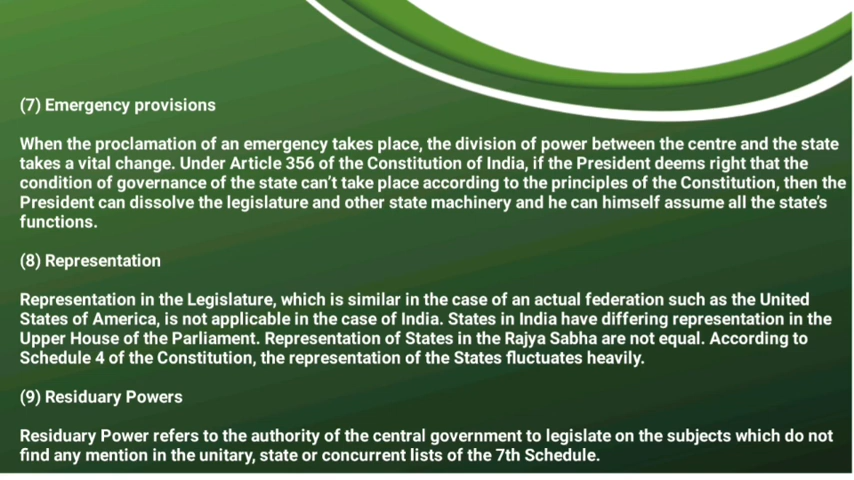 (7) Emergency provisions
When the proclamation of an emergency takes place, the division of power between the centre and the state
takes a vital change. Under Article 356 of the Constitution of India, if the President deems right that the
condition of governance of the state can't take place according to the principles of the Constitution, then the
President can dissolve the legislature and other state machinery and he can himself assume all the state's
functions.
(8) Representation
Representation in the Legislature, which is similar in the case of an actual federation such as the United
States of America, is not applicable in the case of India. States in India have differing representation in the
Upper House of the Parliament. Representation of States in the Rajya Sabha are not equal. According to
Schedule 4 of the Constitution, the representation of the States fluctuates heavily.
(9) Residuary Powers
Residuary Power refers to the authority of the central government to legislate on the subjects which do not
find any mention in the unitary, state or concurrent lists of the 7th Schedule.